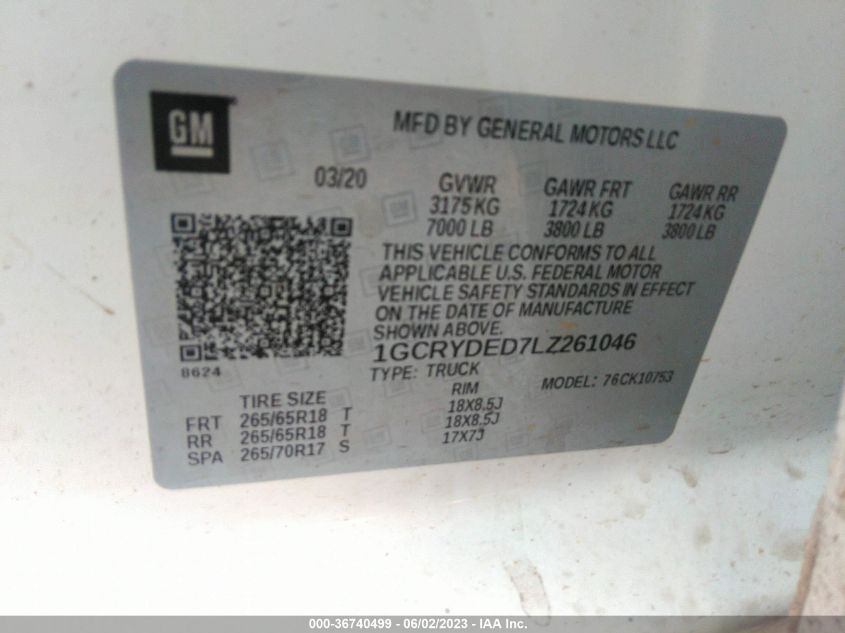 GM
MFD BY GENERAL MOTORS LLC
03/20
GVWR GAWR FRT GAWR RR
3175 KG 1724 KG 1724 KG
7000 LB 3800 LB 3800 LB
THIS VEHICLE CONFORMS TO ALL
APPLICABLE U.S. FEDERAL MOTOR
VEHICLE SAFETY STANDARDS IN EFFECT
ON THE DATE OF MANUFACTURE
SHOWN ABOVE.
1GCRYDED7LZ261046
8624
TYPE: TRUCK MODEL: 76CK10753
TIRE SIZE RIM
FRT 265/65R18 T 18X8.5J
RR 265/65R18 T 18X8.5J
SPA 265/70R17 S 17X7J
000-36740499 - 06/02/2023 - IAA Inc.